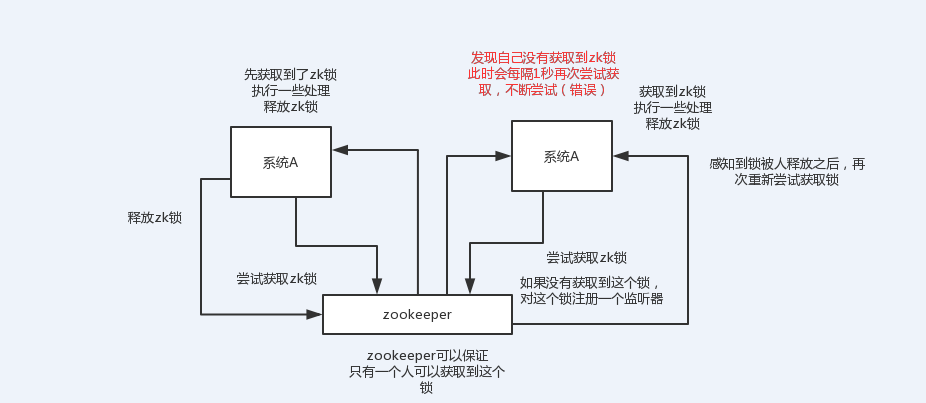 发现自己没有获取到zk锁
此时会每隔1秒再次尝试获
取，不断尝试（错误）
先获取到了zk锁
执行一些处理
释放zk锁
获取到zk锁
执行一些处理
释放zk锁
系统A
系统A
感知到锁被人释放之后，再
次重新尝试获取锁
释放zk锁
尝试获取zk锁
尝试获取zk锁
如果没有获取到这个锁，
对这个锁注册一个监听器
zookeeper
zookeeper可以保证
只有一个人可以获取到这个
锁